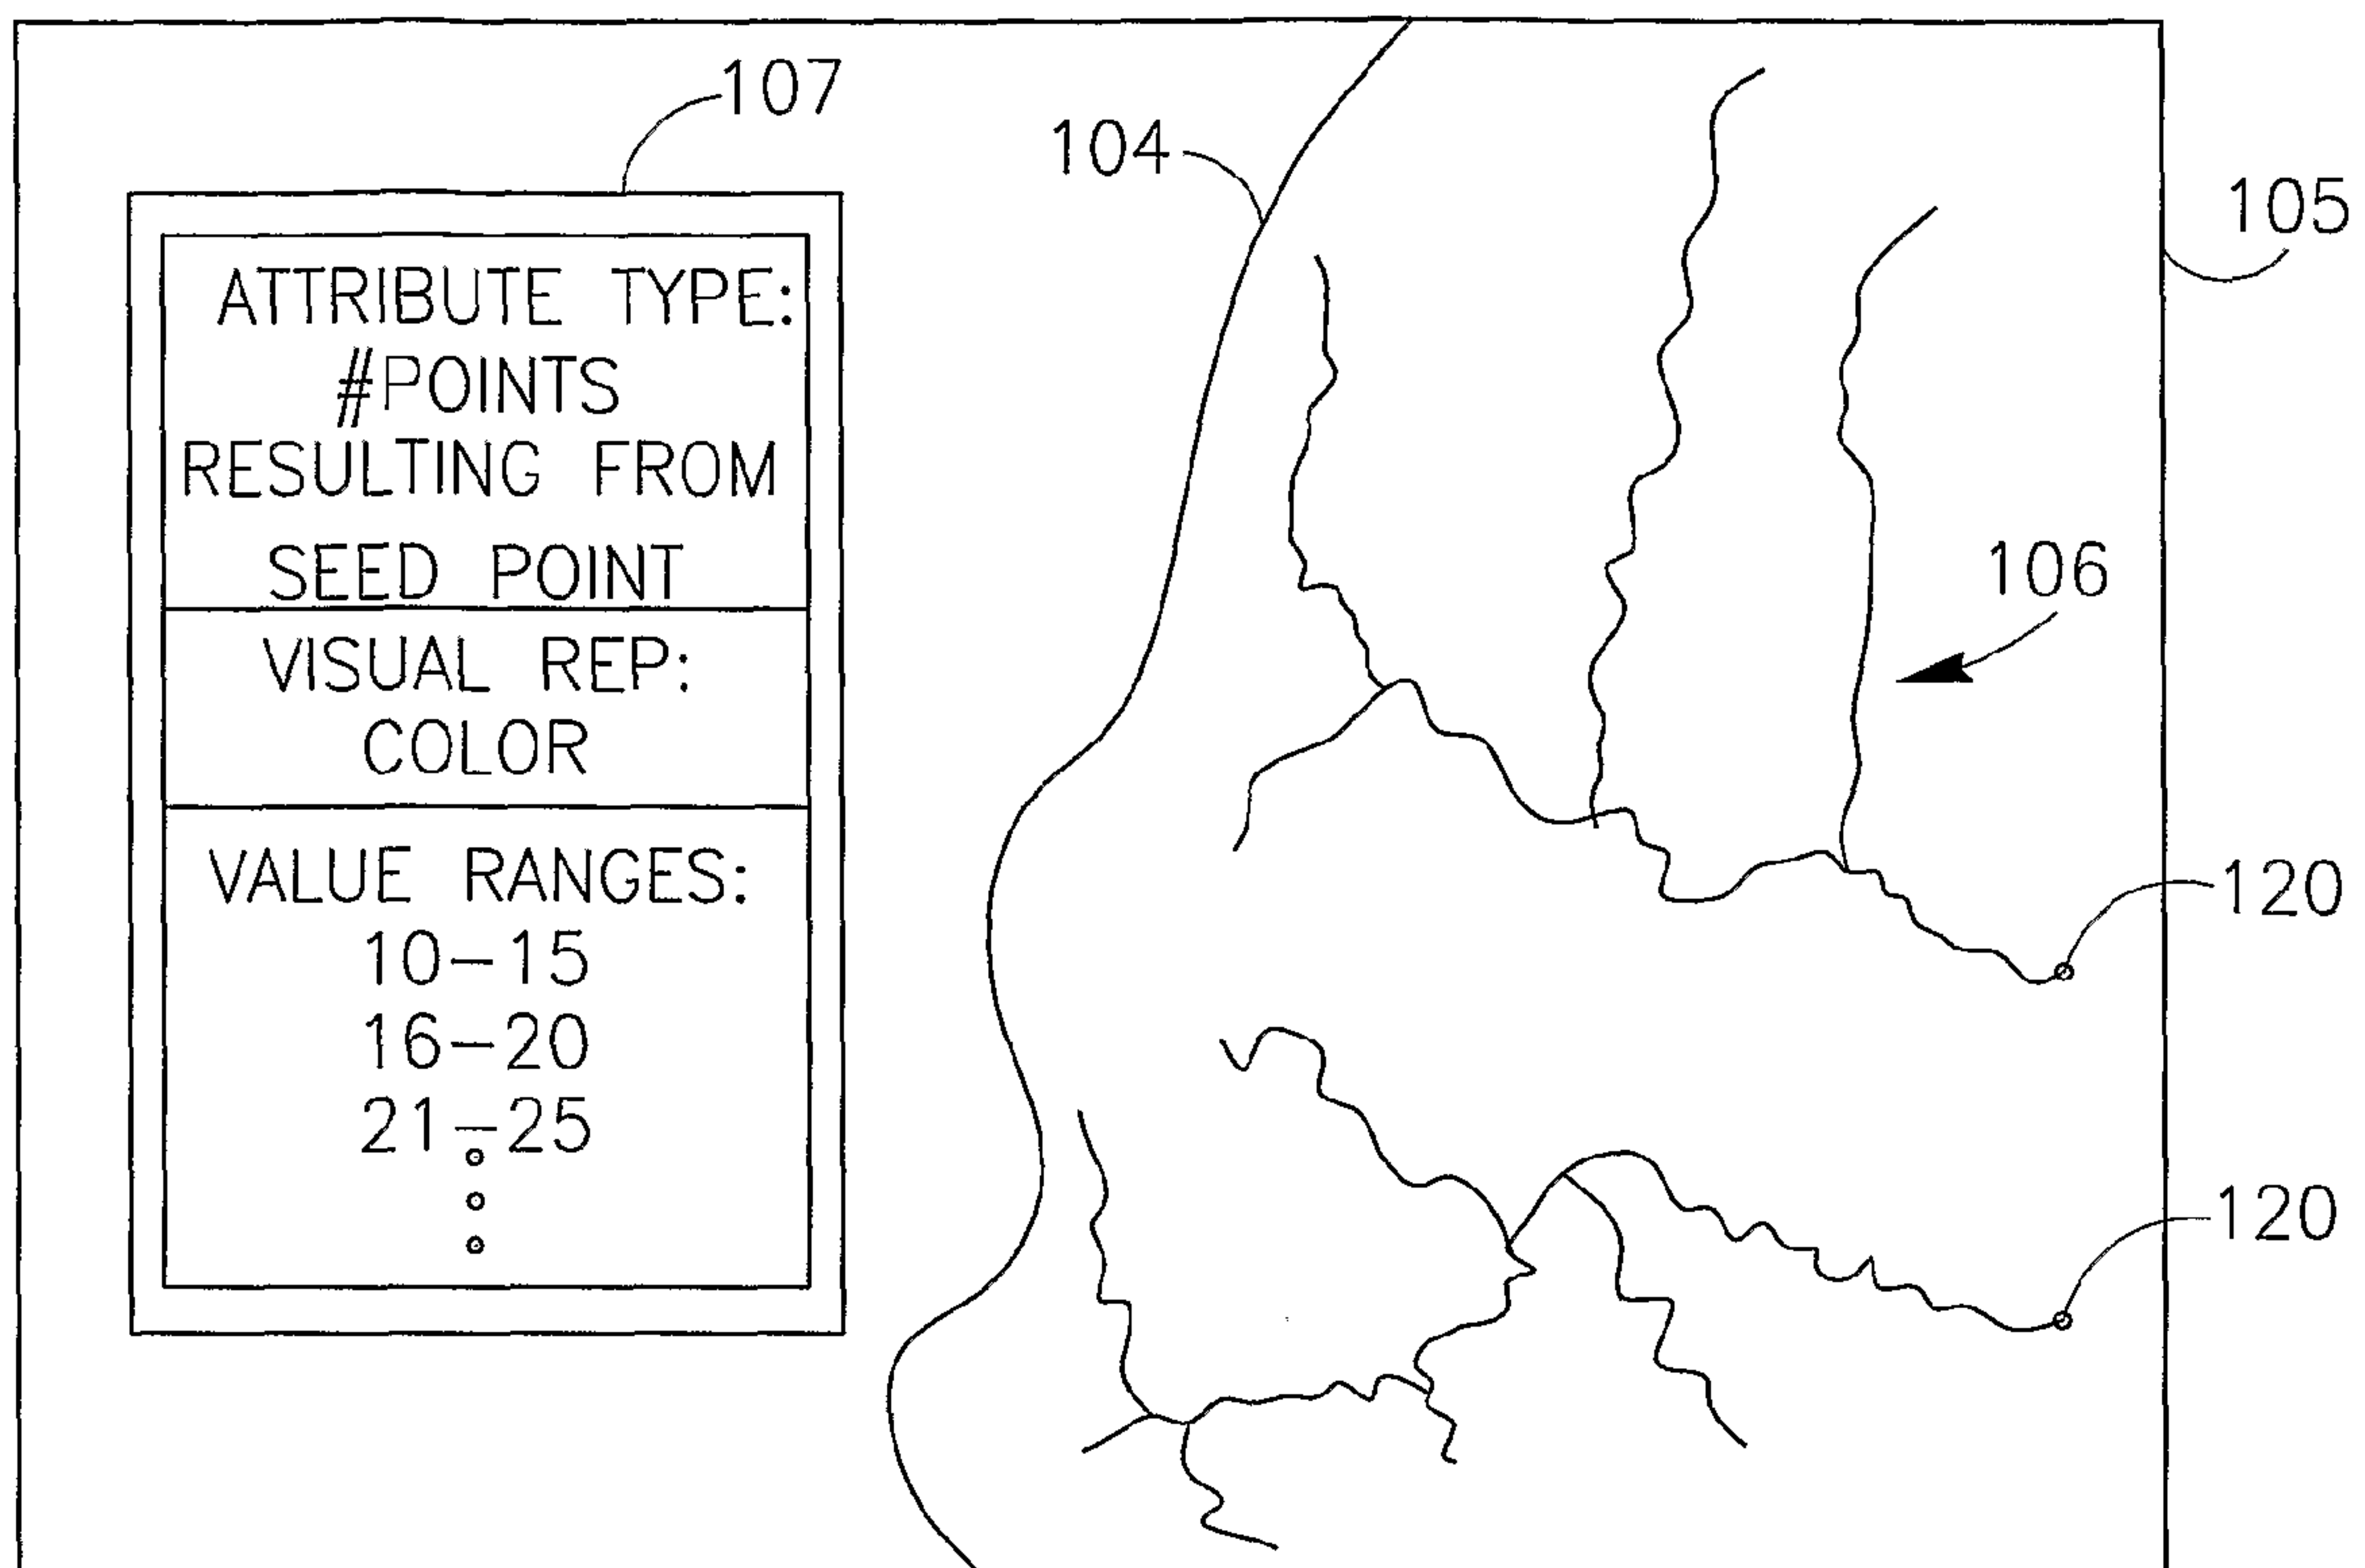 107
104
105
ATTRIBUTE TYPE:
#POINTS
RESULTING FROM
SEED POINT
VISUAL REP:
COLOR
VALUE RANGES:
10-15
16-20
21-25
106
120
120